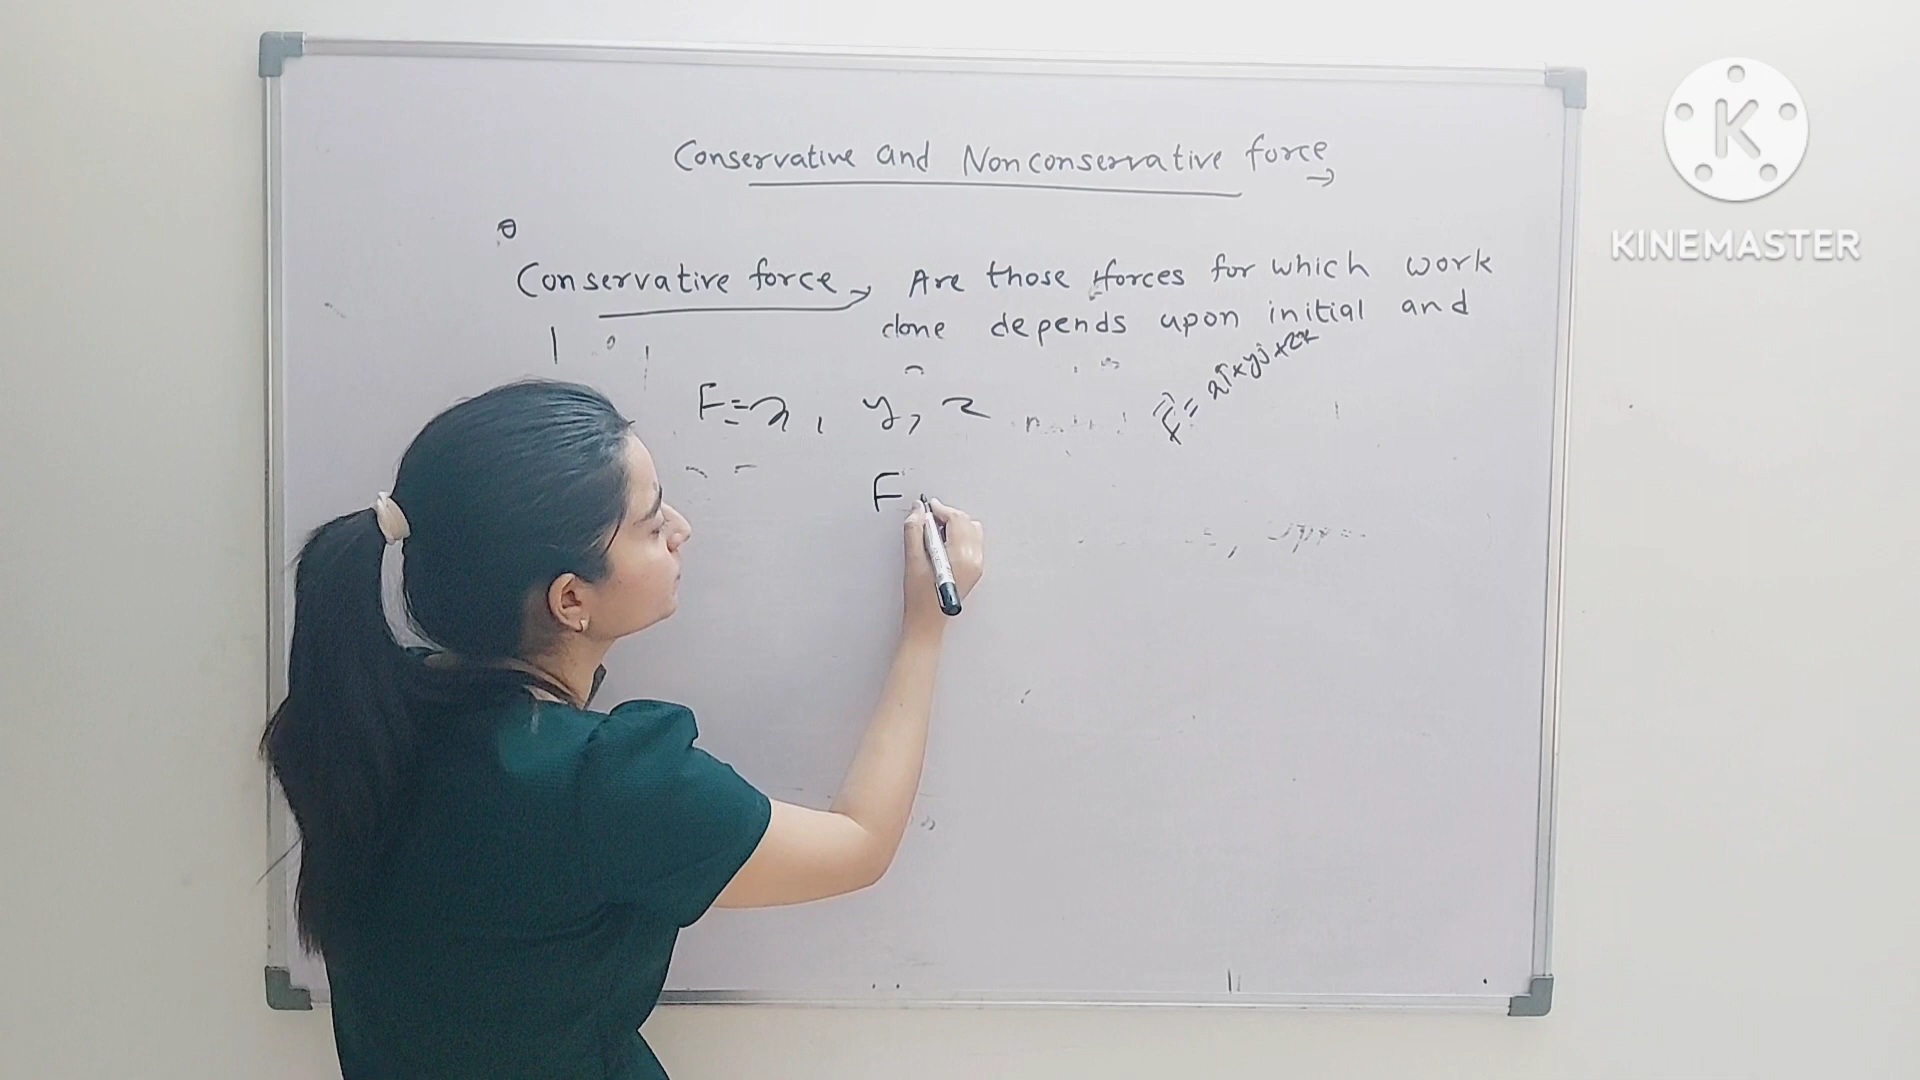 Conservative and Nonconservative force
Conservative force → Are those forces for which work
done depends upon initial and
F = x, y, z
F
K
KINEMASTER